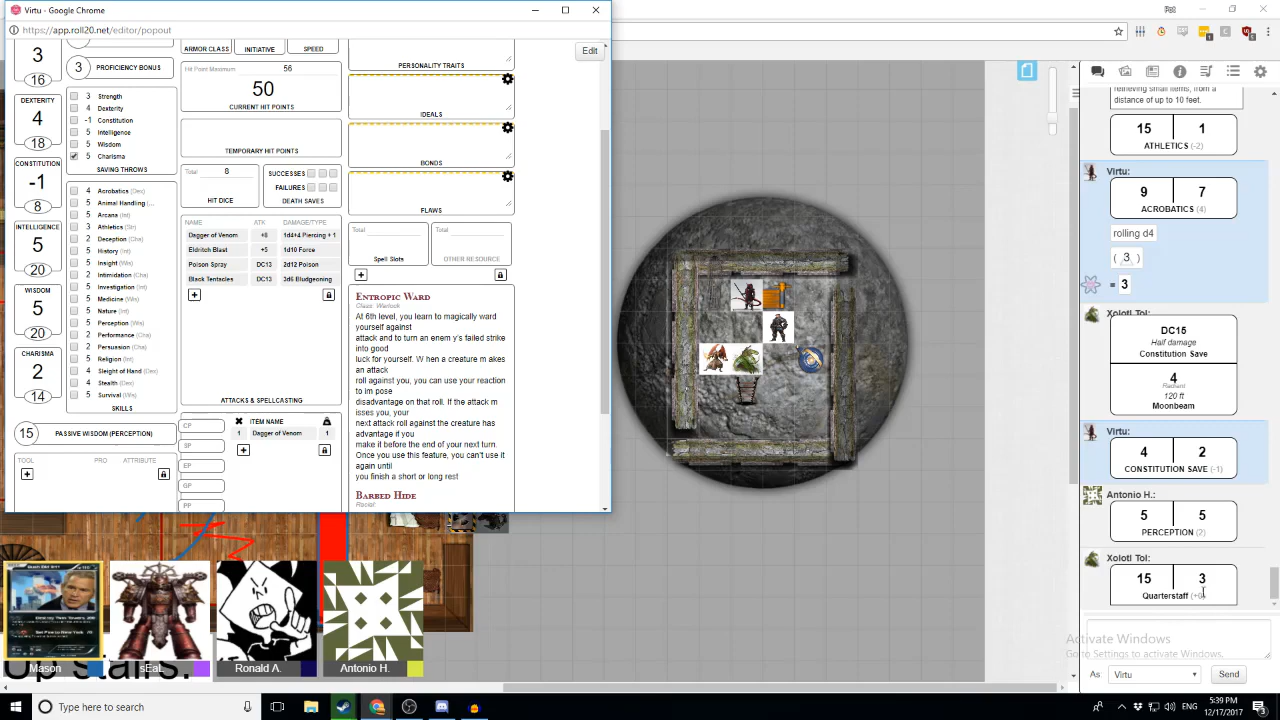 Virtu - Google Chrome
https://app.roll20.net/editor/popout
Edit
3
16
3
PROFICIENCY BONUS
ARMOR CLASS
INITIATIVE
SPEED
PERSONALITY TRAITS
Hit Point Maximum 56
50
CURRENT HIT POINTS
TEMPORARY HIT POINTS
IDEALS
BONDS
FLAWS
DEXTERITY
4
18
CONSTITUTION
-1
8
INTELLIGENCE
5
20
WISDOM
5
20
CHARISMA
2
14
3 Strength
4 Dexterity
-1 Constitution
5 Intelligence
5 Wisdom
5 Charisma
SAVING THROWS
4 Acrobatics (Dex)
5 Animal Handling (...
5 Arcana (Int)
3 Athletics (Str)
2 Deception (Cha)
5 History (Int)
5 Insight (Wis)
2 Intimidation (Cha)
5 Investigation (Int)
5 Medicine (Wis)
5 Nature (Int)
5 Perception (Wis)
2 Performance (Cha)
2 Persuasion (Cha)
5 Religion (Int)
4 Sleight of Hand (Dex)
4 Stealth (Dex)
5 Survival (Wis)
SKILLS
15
PASSIVE WISDOM (PERCEPTION)
TOOL PRO ATTRIBUTE
Total 8
HIT DICE
SUCCESSES
FAILURES
DEATH SAVES
NAME ATK DAMAGE/TYPE
Dagger of Venom +8 1d4+4 Piercing + 1
Eldritch Blast +5 1d10 Force
Poison Spray DC13 2d12 Poison
Black Tentacles DC13 3d6 Bludgeoning
ATTACKS & SPELLCASTING
CP
SP
EP
GP
PP
ITEM NAME
1 Dagger of Venom 1
Total
Spell Slots
Total
OTHER RESOURCE
ENTROPIC WARD
Class: Warlock
At 6th level, you learn to magically ward
yourself against
attack and to turn an enem y's failed strike
into good
luck for yourself. W hen a creature m akes
an attack
roll against you, you can use your reaction
to im pose
disadvantage on that roll. If the attack m
isses you, your
next attack roll against the creature has
advantage if you
make it before the end of your next turn.
Once you use this feature, you can't use it
again until
you finish a short or long rest
BARBED HIDE
Racial:
retrieving small items, from a
distance of up to 10 feet.
15 1
ATHLETICS (-2)
Virtu:
9 7
ACROBATICS (4)
rolling d4
( 3 )
= 3
Xolotl Tol:
DC15
Half damage
Constitution Save
4
Radiant
120 ft
Moonbeam
Virtu:
4 2
CONSTITUTION SAVE (-1)
Antonio H.:
5 5
PERCEPTION (2)
Xolotl Tol:
15 3
Quarterstaff (+0)
Activate Windows
Go to Settings to activate Windows.
As Virtu Send
Mason
sEaL
Ronald A.
Antonio H.
Up stairs.
Type here to search
ENG
5:39 PM
12/17/2017
3